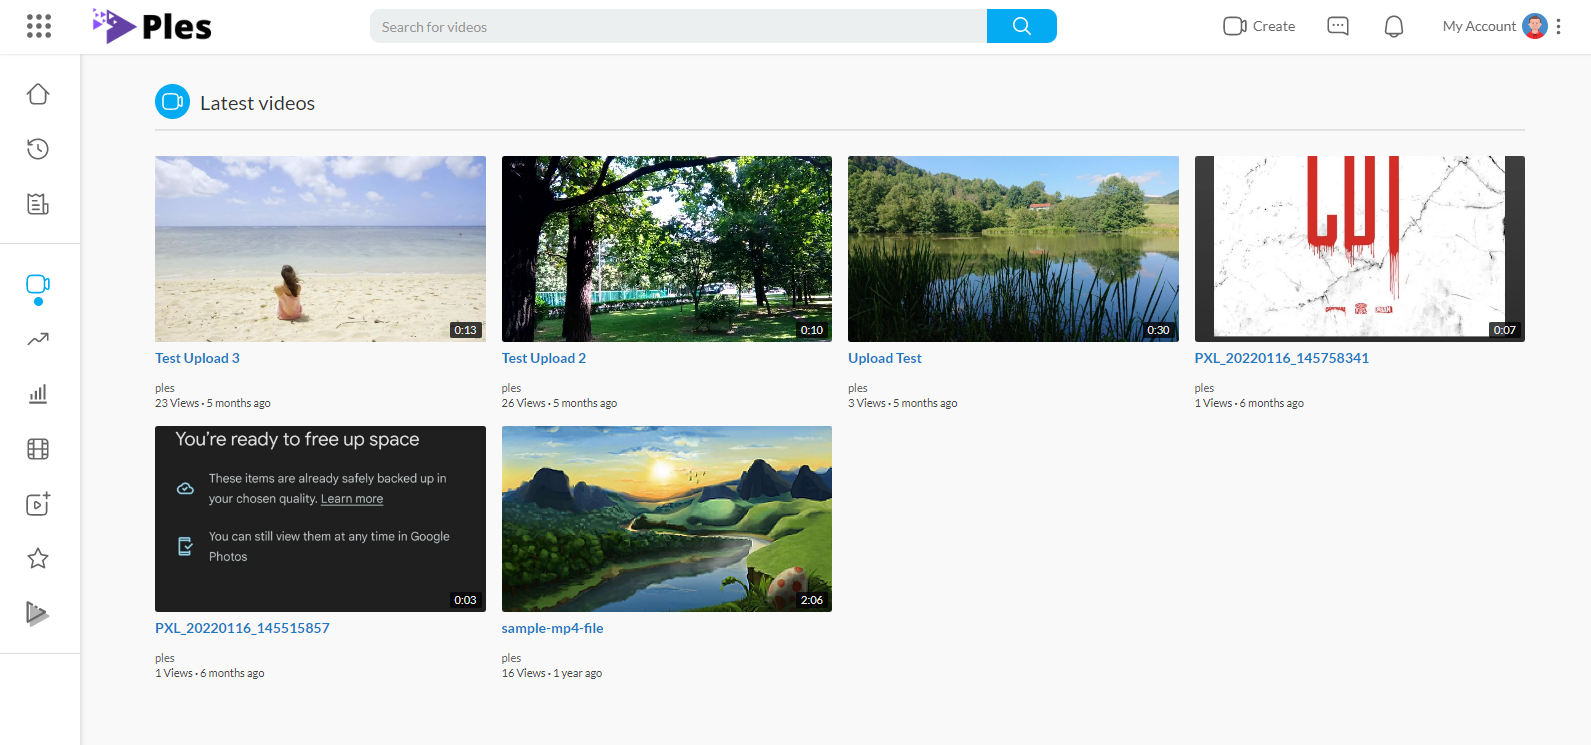 Ples
Search for videos
Create
My Account
Latest videos
0:13
0:10
0:30
0:07
Test Upload 3
Test Upload 2
Upload Test
PXL_20220116_145758341
ples
ples
ples
ples
23 Views • 5 months ago
26 Views • 5 months ago
3 Views • 5 months ago
1 Views • 6 months ago
You're ready to free up space
These items are already safely backed up in
your chosen quality. Learn more
You can still view them at any time in Google
Photos
0:03
2:06
PXL_20220116_145515857
sample-mp4-file
ples
ples
1 Views • 6 months ago
16 Views • 1 year ago